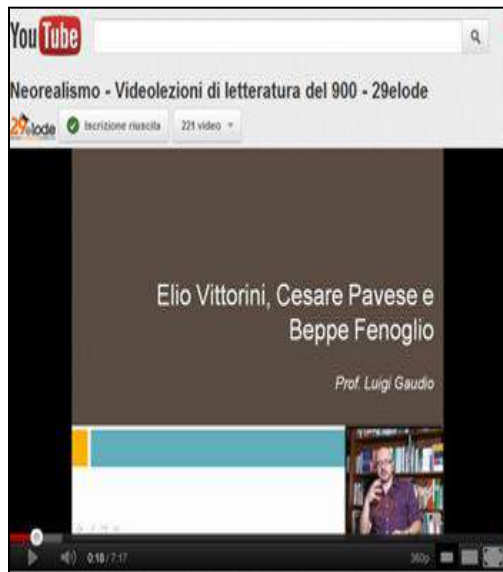 YouTube
Neorealismo - Videolezioni di letteratura del 900 - 29elode
29elode Iscrizione riuscita 221 video
Elio Vittorini, Cesare Pavese e
Beppe Fenoglio
Prof. Luigi Gaudio
0:10 / 7:17 360p